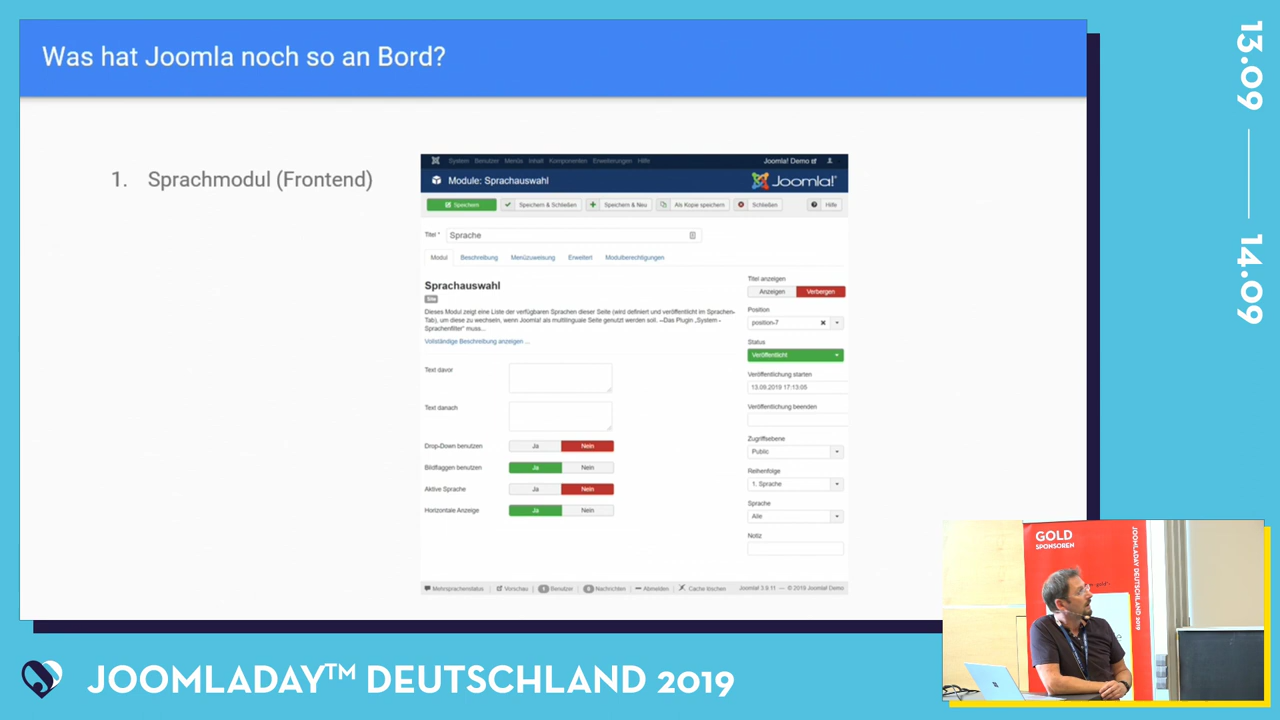 Was hat Joomla noch so an Bord?
13.09
14.09
1. Sprachmodul (Frontend)
System Benutzer Menüs Inhalt Komponenten Erweiterungen Hilfe
Joomla! Demo
Module: Sprachauswahl
Joomla!
Speichern
Speichern & Schließen
Speichern & Neu
Als Kopie speichern
Schließen
Hilfe
Titel *
Sprache
Modul
Beschreibung
Menüzuweisung
Erweitert
Modulberechtigungen
Sprachauswahl
Site
Dieses Modul zeigt eine Liste der verfügbaren Sprachen dieser Seite (wird definiert und veröffentlicht im Sprachen-
Tab), um diese zu wechseln, wenn Joomla! als multilinguale Seite genutzt werden soll. --Das Plugin „System -
Sprachenfilter“ muss...
Vollständige Beschreibung anzeigen ...
Text davor
Text danach
Drop-Down benutzen
Ja Nein
Bildflaggen benutzen
Ja Nein
Aktive Sprache
Ja Nein
Horizontale Anzeige
Ja Nein
Titel anzeigen
Anzeigen Verbergen
Position
position-7
Status
Veröffentlicht
Veröffentlichung starten
13.09.2019 17:13:05
Veröffentlichung beenden
Zugriffsebene
Public
Reihenfolge
1. Sprache
Sprache
Alle
Notiz
Mehrsprachenstatus
Vorschau
Benutzer
Nachrichten
Abmelden
Cache löschen
Joomla! 3.9.11 — © 2019 Joomla! Demo
GOLD
SPONSOREN
JOOMLADAY DEUTSCHLAND 2019
JOOMLADAY™ DEUTSCHLAND 2019